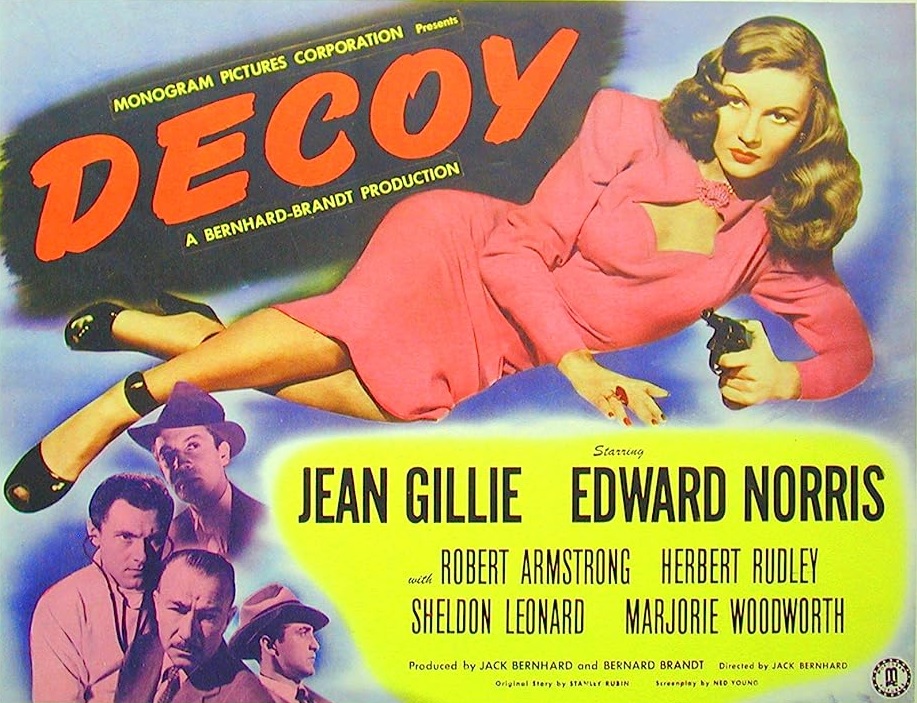 MONOGRAM PICTURES CORPORATION Presents
DECOY
A BERNHARD-BRANDT PRODUCTION
Starring
JEAN GILLIE EDWARD NORRIS
with ROBERT ARMSTRONG HERBERT RUDLEY
SHELDON LEONARD MARJORIE WOODWORTH
Produced by JACK BERNHARD and BERNARD BRANDT Directed by JACK BERNHARD
Original Story by STANLEY RUBIN Screenplay by NED YOUNG